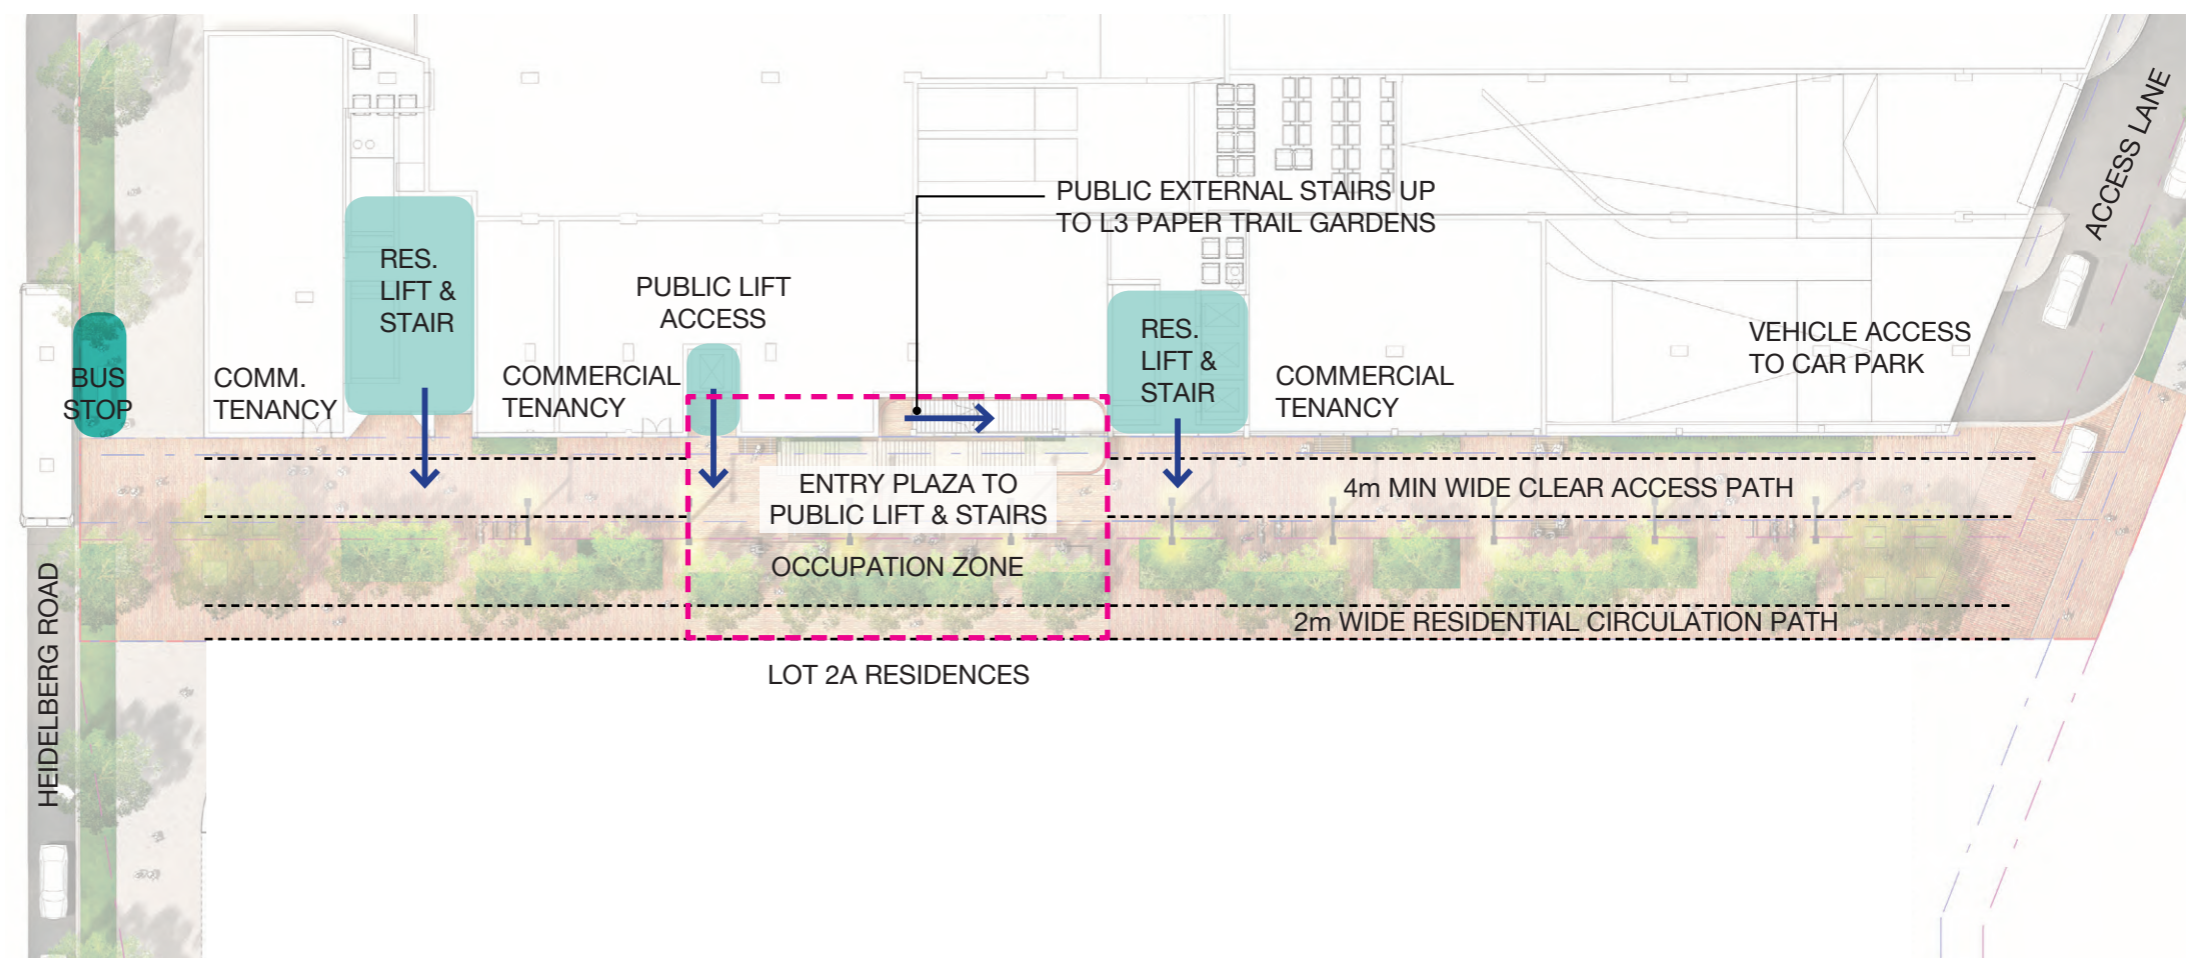 ACCESS LANE
PUBLIC EXTERNAL STAIRS UP
TO L3 PAPER TRAIL GARDENS
RES.
LIFT &
STAIR
PUBLIC LIFT
ACCESS
RES.
LIFT &
STAIR
VEHICLE ACCESS
TO CAR PARK
BUS
STOP
COMM.
TENANCY
COMMERCIAL
TENANCY
COMMERCIAL
TENANCY
ENTRY PLAZA TO
PUBLIC LIFT & STAIRS
4m MIN WIDE CLEAR ACCESS PATH
OCCUPATION ZONE
2m WIDE RESIDENTIAL CIRCULATION PATH
HEIDELBERG ROAD
LOT 2A RESIDENCES